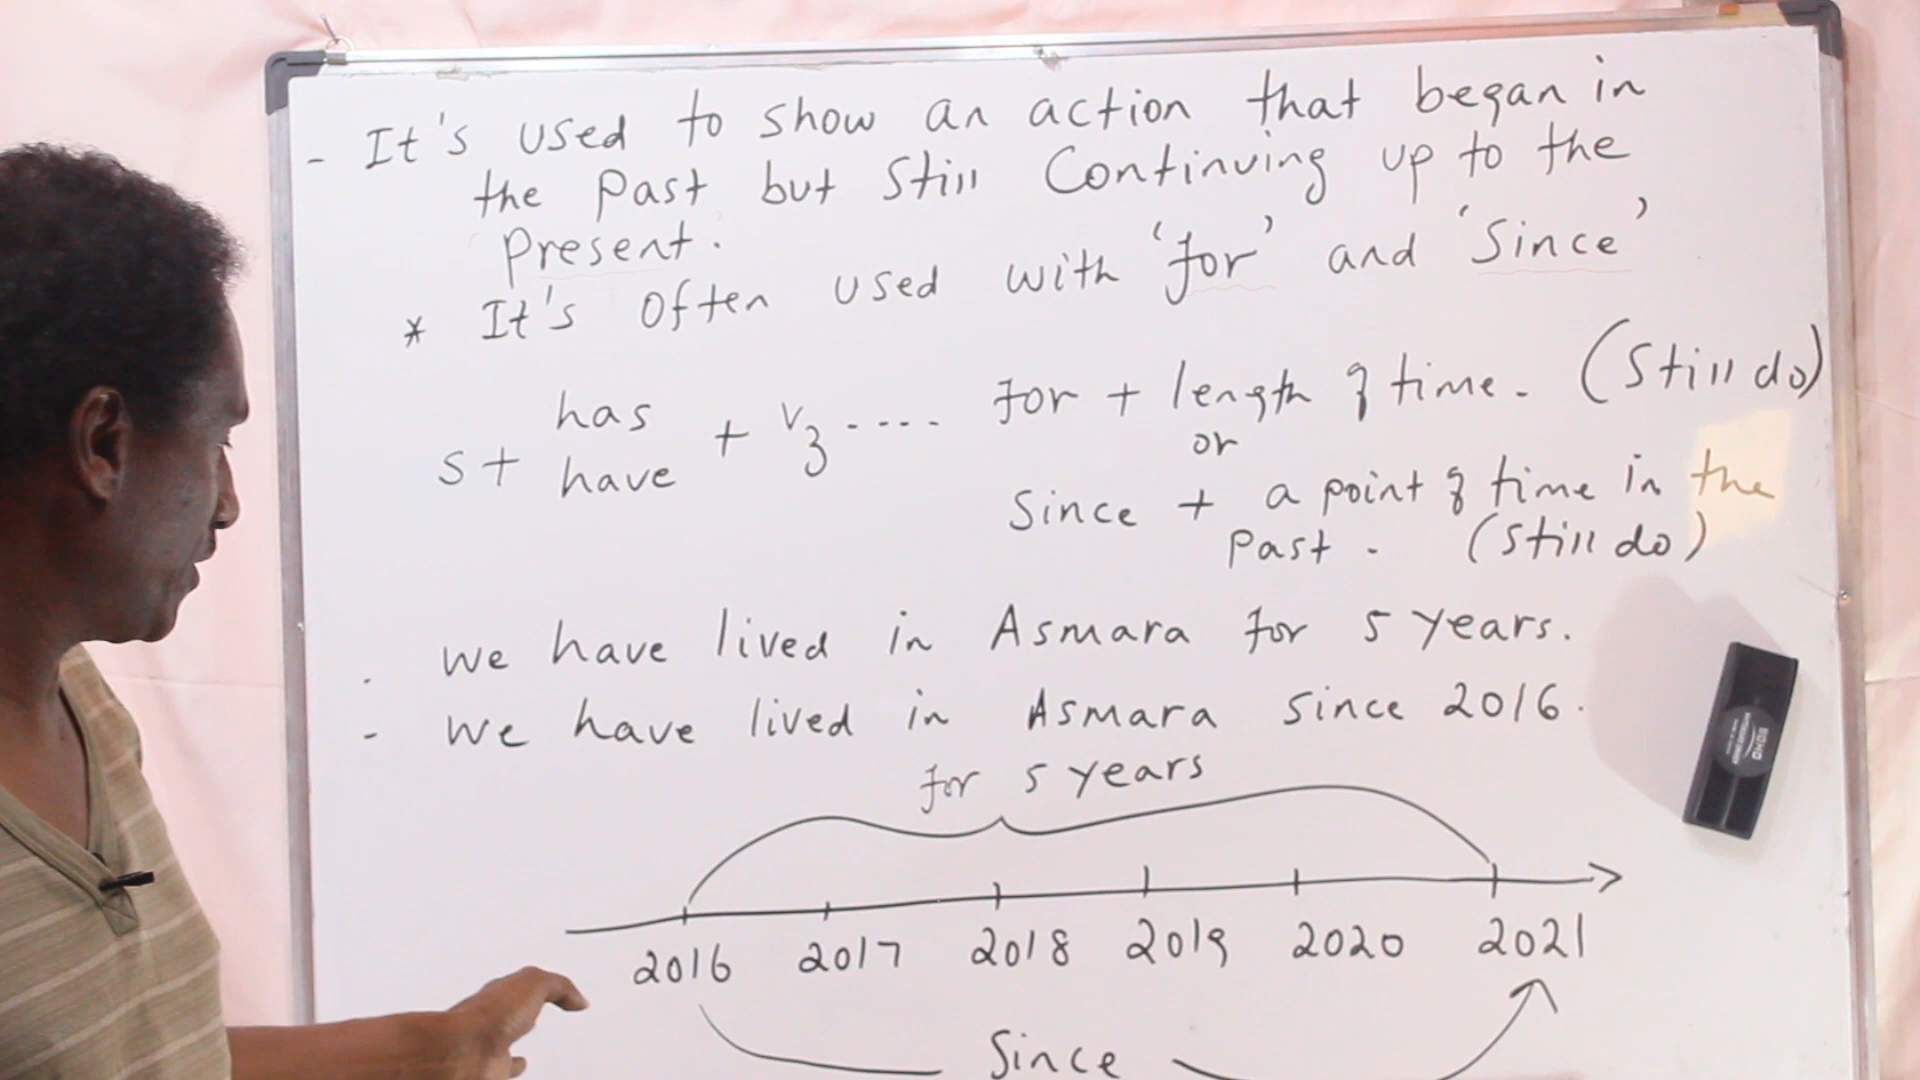 - It's used to show an action that began in
the past but still continuing up to the
present.
* It's often used with 'for' and 'since'
has
s + + V3 ---- for + length of time. (Still do)
have
or
since + a point of time in the
past. (still do)
- We have lived in Asmara for 5 years.
- We have lived in Asmara since 2016.
for 5 years
2016 2017 2018 2019 2020 2021
Since